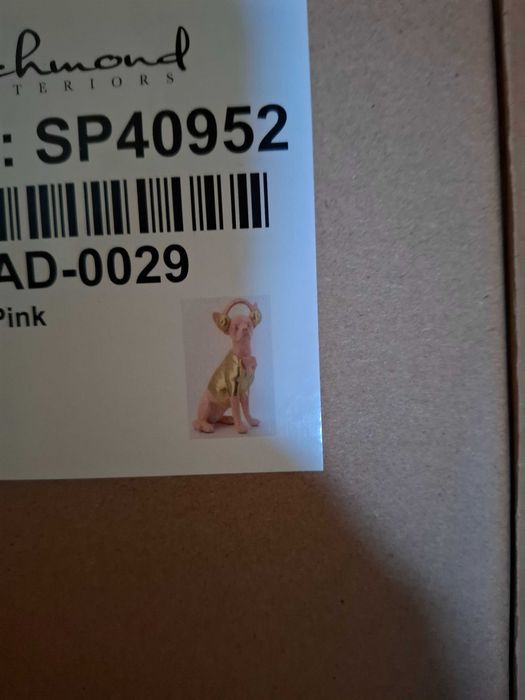 chmond
TERIORS
: SP40952
AD-0029
Pink